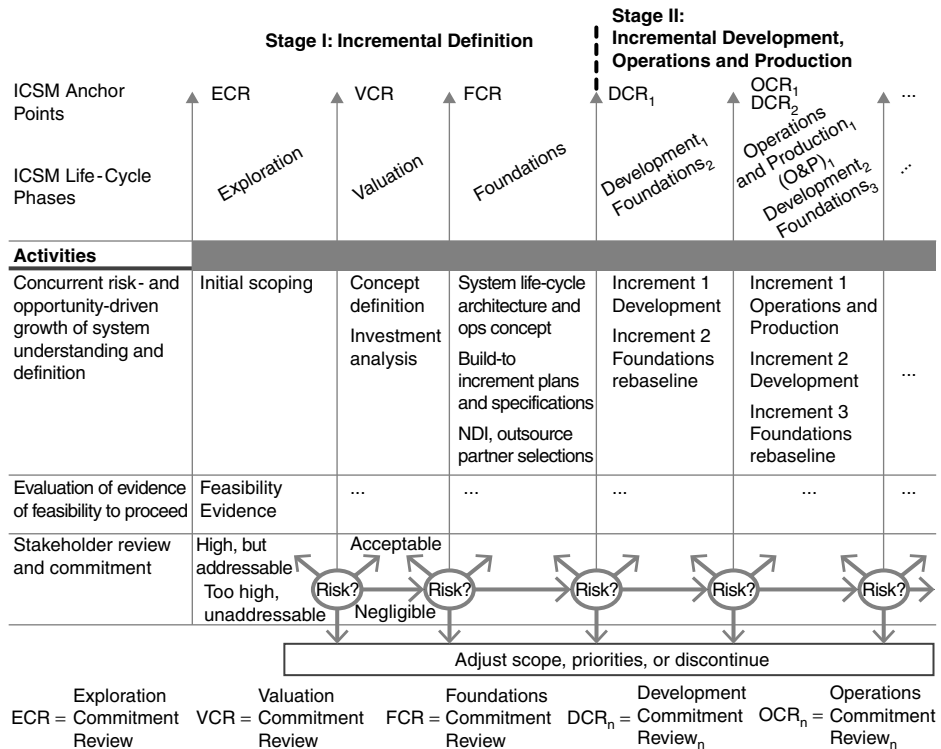 Stage I: Incremental Definition
Stage II:
Incremental Development,
Operations and Production
ICSM Anchor
Points
ECR
VCR
FCR
DCR₁
OCR₁
DCR₂
...
ICSM Life-Cycle
Phases
Exploration
Valuation
Foundations
Development₁
Foundations₂
Operations
and Production₁
(O&P)₁
Development₂
Foundations₃
...
Activities
Concurrent risk- and
opportunity-driven
growth of system
understanding and
definition
Initial scoping
Concept
definition
Investment
analysis
System life-cycle
architecture and
ops concept
Build-to
increment plans
and specifications
NDI, outsource
partner selections
Increment 1
Development
Increment 2
Foundations
rebaseline
Increment 1
Operations and
Production
Increment 2
Development
Increment 3
Foundations
rebaseline
...
Evaluation of evidence
of feasibility to proceed
Feasibility
Evidence
...
...
...
...
...
Stakeholder review
and commitment
High, but
addressable
Too high,
unaddressable
Acceptable
Negligible
Risk?
Risk?
Risk?
Risk?
Risk?
Adjust scope, priorities, or discontinue
ECR = Exploration
Commitment
Review
VCR = Valuation
Commitment
Review
FCR = Foundations
Commitment
Review
DCRₙ = Development
Commitment
Reviewₙ
OCRₙ = Operations
Commitment
Reviewₙ